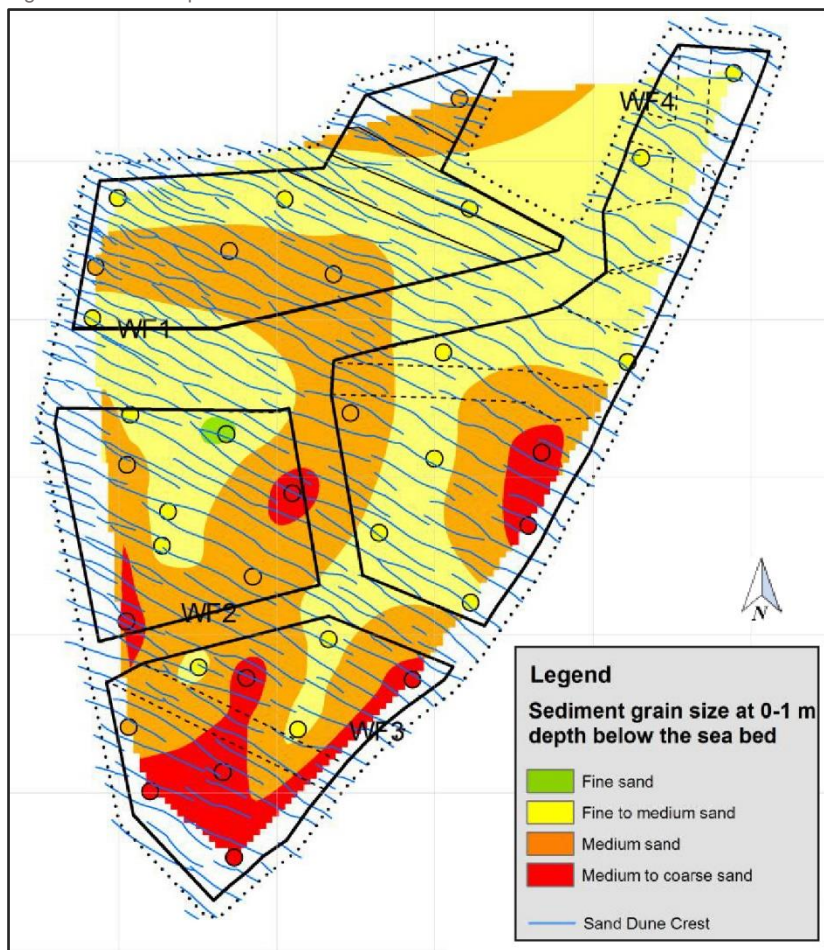 WF4
WF1
WF2
WF3
N
Legend
Sediment grain size at 0-1 m
depth below the sea bed
Fine sand
Fine to medium sand
Medium sand
Medium to coarse sand
Sand Dune Crest